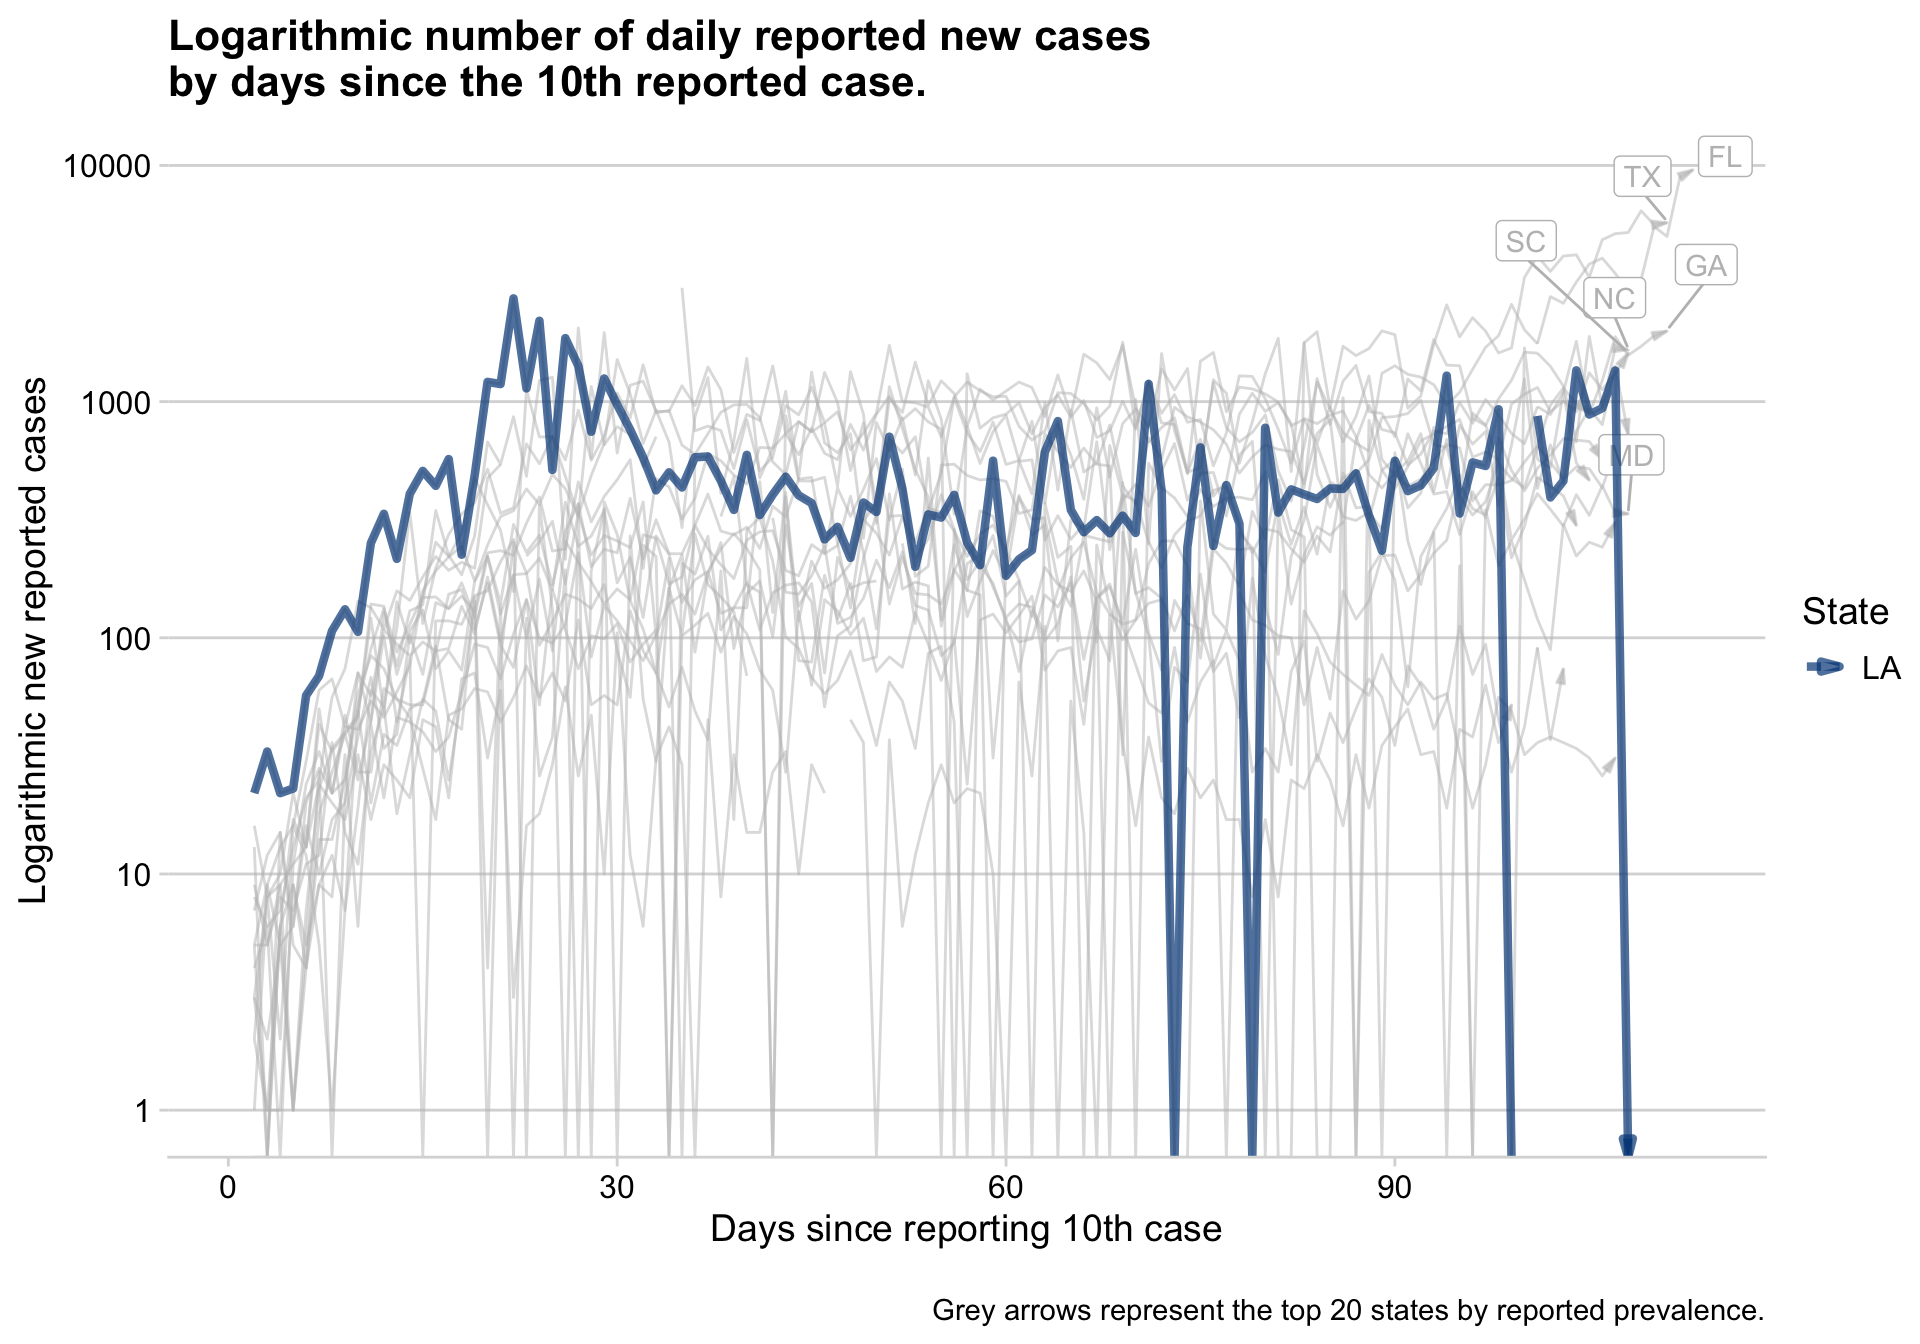 Logarithmic number of daily reported new cases
by days since the 10th reported case.
Logarithmic new reported cases
10000
1000
100
10
1
FL
TX
SC
GA
NC
MD
State
LA
0
30
60
90
Days since reporting 10th case
Grey arrows represent the top 20 states by reported prevalence.